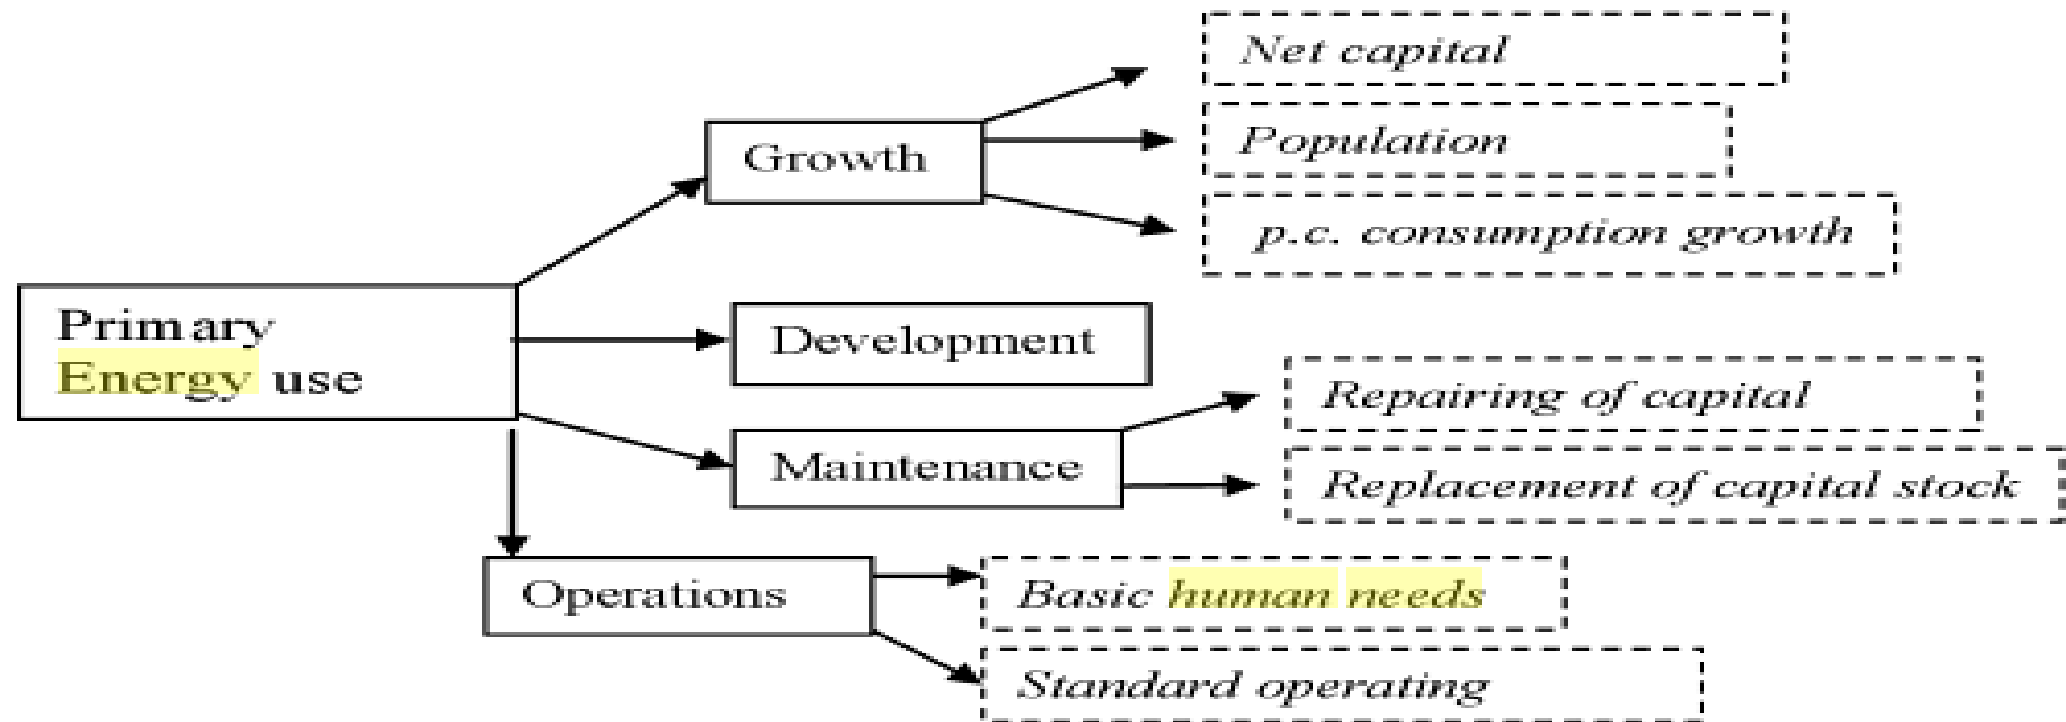 Net capital
Growth
Population
p.c. consumption growth
Primary
Energy use
Development
Repairing of capital
Maintenance
Replacement of capital stock
Operations
Basic human needs
Standard operating